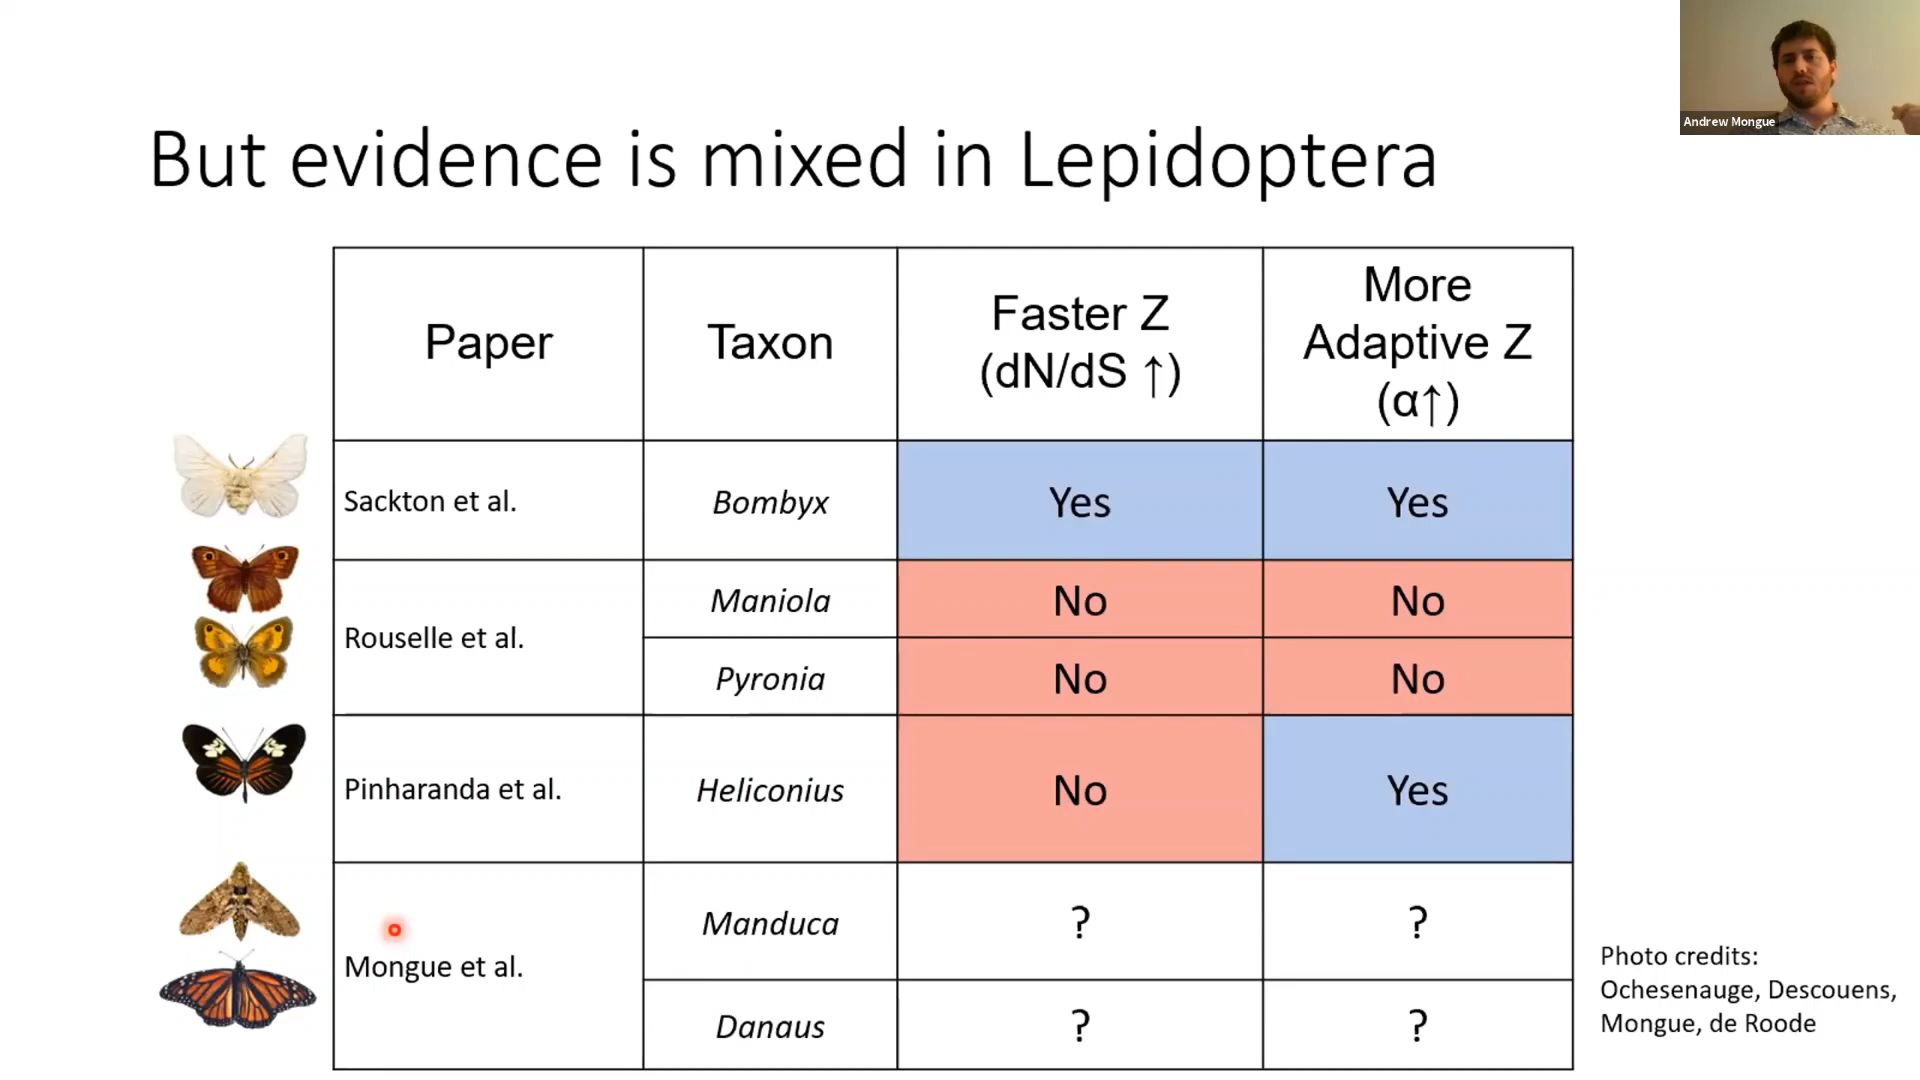 Andrew Mongue
But evidence is mixed in Lepidoptera
Paper
Taxon
Faster Z
(dN/dS ↑)
More
Adaptive Z
(α↑)
Sackton et al.
Bombyx
Yes
Yes
Rouselle et al.
Maniola
No
No
Pyronia
No
No
Pinharanda et al.
Heliconius
No
Yes
Mongue et al.
Manduca
?
?
Danaus
?
?
Photo credits:
Ochesenauge, Descouens,
Mongue, de Roode